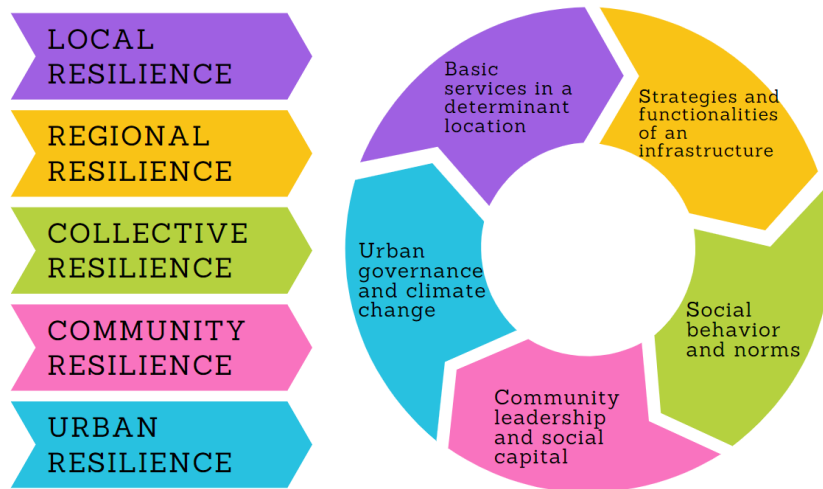 LOCAL
RESILIENCE
REGIONAL
RESILIENCE
COLLECTIVE
RESILIENCE
COMMUNITY
RESILIENCE
URBAN
RESILIENCE
Basic
services in a
determinant
location
Strategies and
functionalities
of an
infrastructure
Social
behavior
and norms
Community
leadership
and social
capital
Urban
governance
and climate
change